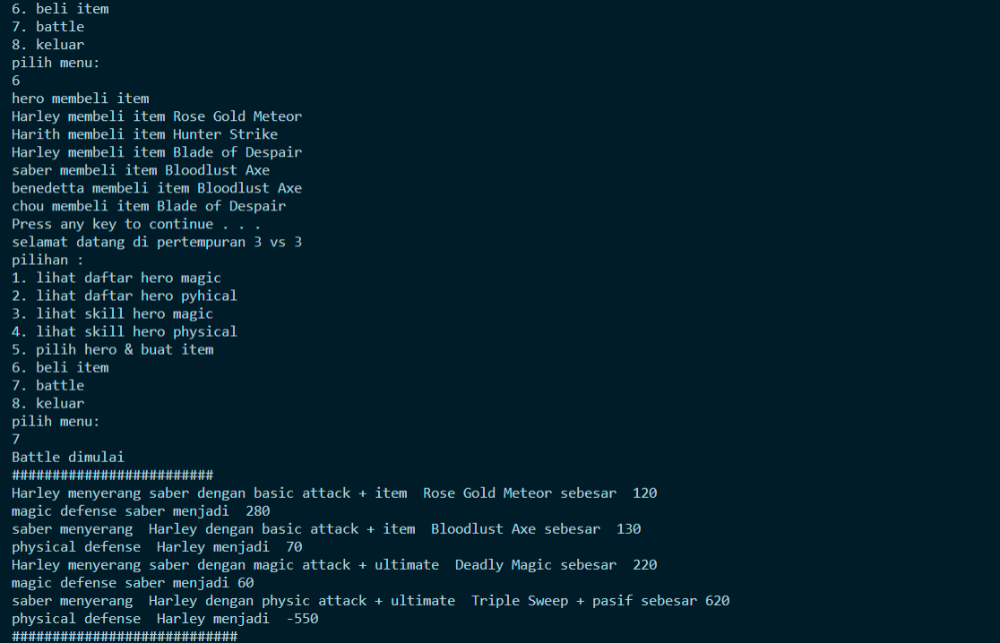 6. beli item
7. battle
8. keluar
pilih menu:
6
hero membeli item
Harley membeli item Rose Gold Meteor
Harith membeli item Hunter Strike
Harley membeli item Blade of Despair
saber membeli item Bloodlust Axe
benedetta membeli item Bloodlust Axe
chou membeli item Blade of Despair
Press any key to continue . . .
selamat datang di pertempuran 3 vs 3
pilihan :
1. lihat daftar hero magic
2. lihat daftar hero pyhical
3. lihat skill hero magic
4. lihat skill hero physical
5. pilih hero & buat item
6. beli item
7. battle
8. keluar
pilih menu:
7
Battle dimulai
#########################
Harley menyerang saber dengan basic attack + item  Rose Gold Meteor sebesar  120
magic defense saber menjadi  280
saber menyerang  Harley dengan basic attack + item  Bloodlust Axe sebesar  130
physical defense  Harley menjadi  70
Harley menyerang saber dengan magic attack + ultimate  Deadly Magic sebesar  220
magic defense saber menjadi 60
saber menyerang  Harley dengan physic attack + ultimate  Triple Sweep + pasif sebesar 620
physical defense  Harley menjadi  -550
############################